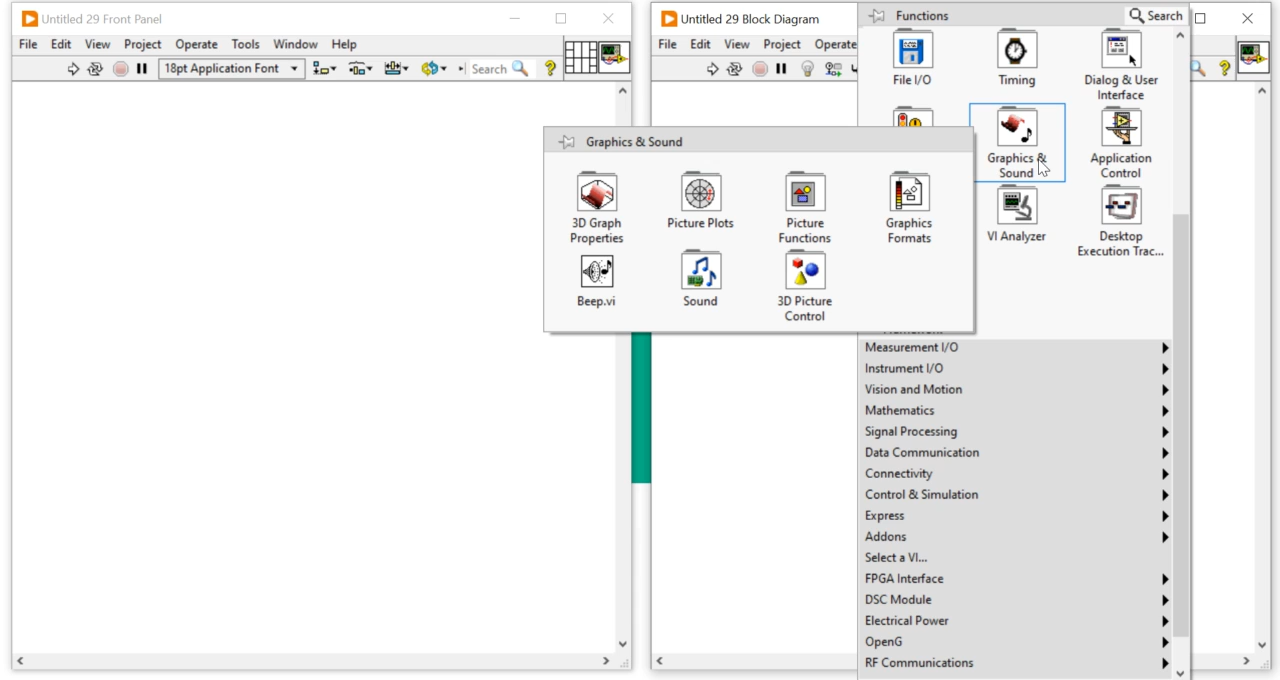 Untitled 29 Front Panel
File Edit View Project Operate Tools Window Help
18pt Application Font
Search
Untitled 29 Block Diagram
File Edit View Project Operate
Functions
Search
File I/O
Timing
Dialog & User
Interface
Graphics &
Sound
Application
Control
VI Analyzer
Desktop
Execution Trac...
Graphics & Sound
3D Graph
Properties
Picture Plots
Picture
Functions
Graphics
Formats
Beep.vi
Sound
3D Picture
Control
Measurement I/O
Instrument I/O
Vision and Motion
Mathematics
Signal Processing
Data Communication
Connectivity
Control & Simulation
Express
Addons
Select a VI...
FPGA Interface
DSC Module
Electrical Power
OpenG
RF Communications